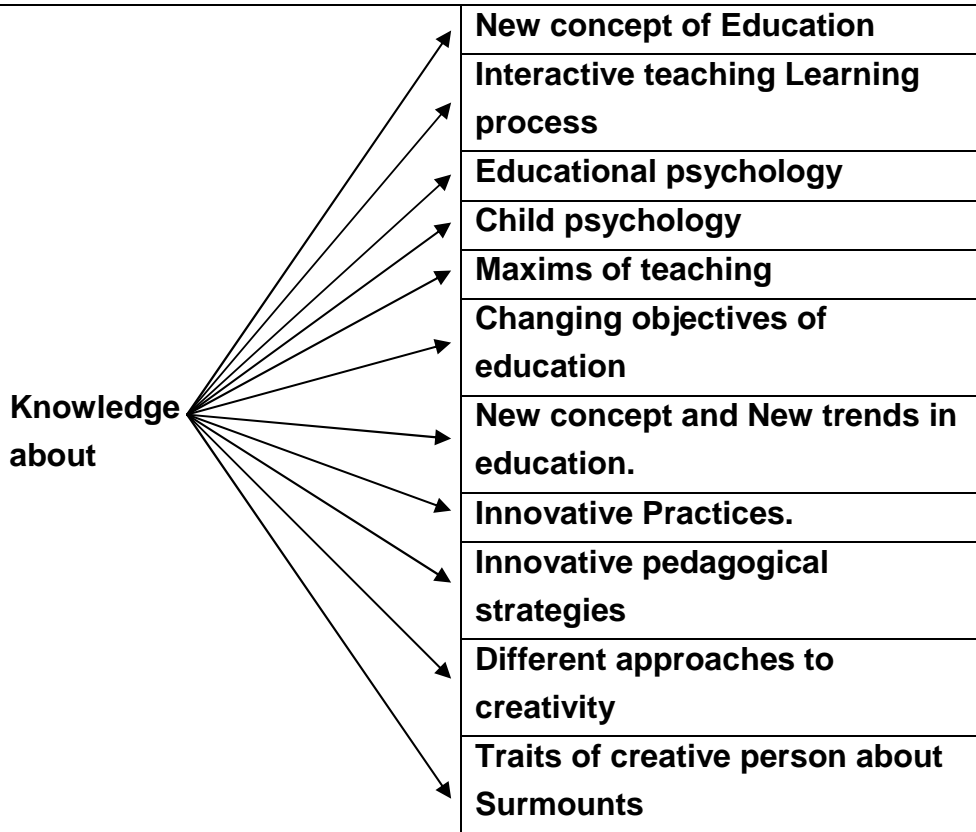 New concept of Education
Interactive teaching Learning
process
Educational psychology
Child psychology
Maxims of teaching
Changing objectives of
education
Knowledge
about
New concept and New trends in
education.
Innovative Practices.
Innovative pedagogical
strategies
Different approaches to
creativity
Traits of creative person about
Surmounts